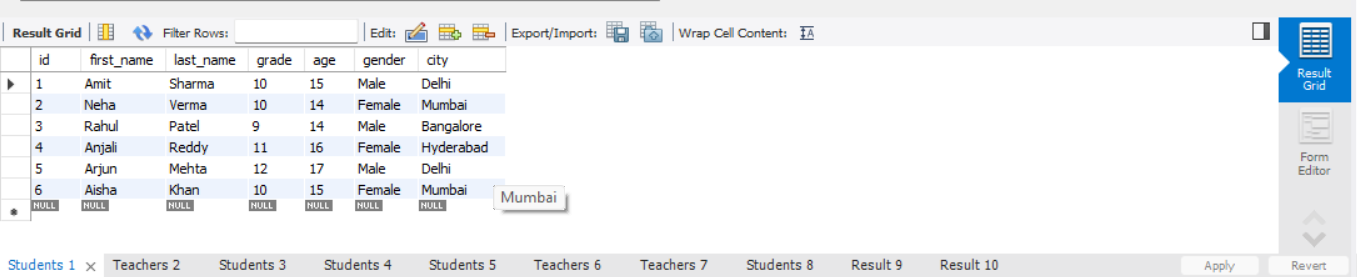 Result Grid Filter Rows: Edit: Export/Import: Wrap Cell Content: IA
id first_name last_name grade age gender city
1 Amit Sharma 10 15 Male Delhi
2 Neha Verma 10 14 Female Mumbai
3 Rahul Patel 9 14 Male Bangalore
4 Anjali Reddy 11 16 Female Hyderabad
5 Arjun Mehta 12 17 Male Delhi
6 Aisha Khan 10 15 Female Mumbai
NULL NULL NULL NULL NULL NULL NULL
Mumbai
Result
Grid
Form
Editor
Students 1 Teachers 2 Students 3 Students 4 Students 5 Teachers 6 Teachers 7 Students 8 Result 9 Result 10 Apply Revert